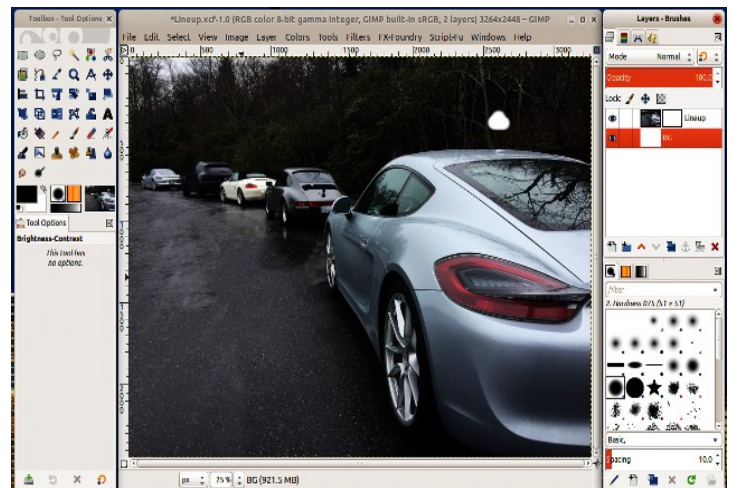 Toolbox - Tool Options
*Lineup.xcf-1.0 (RGB color 8-bit gamma integer, GIMP built-in sRGB, 2 layers) 3264x2448 – GIMP
Layers - Brushes
File Edit Select View Image Layer Colors Tools Filters FX-Foundry Script-Fu Windows Help
0 500 1000 1500 2000 2500 3000
Mode Normal
Opacity 100.0
Lock:
Lineup
BG
Tool Options
Brightness-Contrast
This tool has
no options.
filter
2. Hardness 075 (51 × 51)
Basic,
Spacing 10.0
px 25 % BG (921.5 MB)